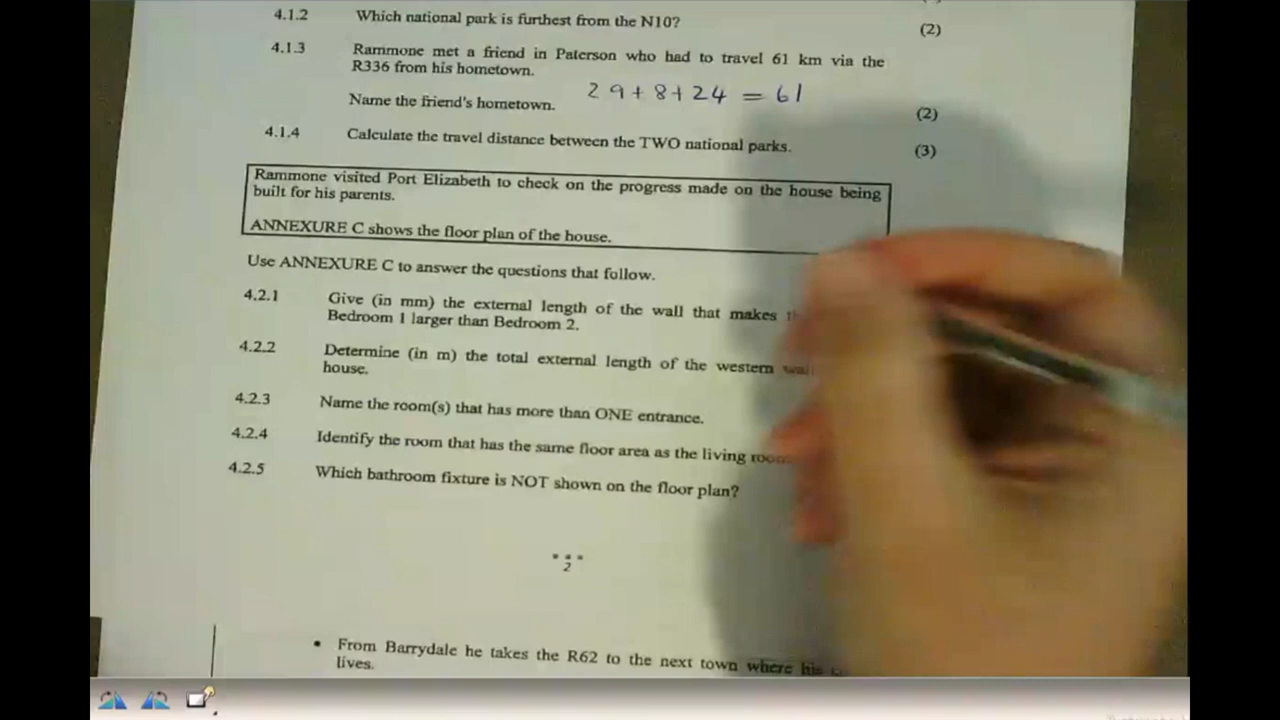 4.1.2 Which national park is furthest from the N10? (2)
4.1.3 Rammone met a friend in Paterson who had to travel 61 km via the
R336 from his hometown.
29+8+24 = 61
Name the friend's hometown. (2)
4.1.4 Calculate the travel distance between the TWO national parks. (3)
Rammone visited Port Elizabeth to check on the progress made on the house being
built for his parents.
ANNEXURE C shows the floor plan of the house.
Use ANNEXURE C to answer the questions that follow.
4.2.1 Give (in mm) the external length of the wall that makes
Bedroom 1 larger than Bedroom 2.
4.2.2 Determine (in m) the total external length of the western wall
house.
4.2.3 Name the room(s) that has more than ONE entrance.
4.2.4 Identify the room that has the same floor area as the living room
4.2.5 Which bathroom fixture is NOT shown on the floor plan?
2
• From Barrydale he takes the R62 to the next town where his
lives.